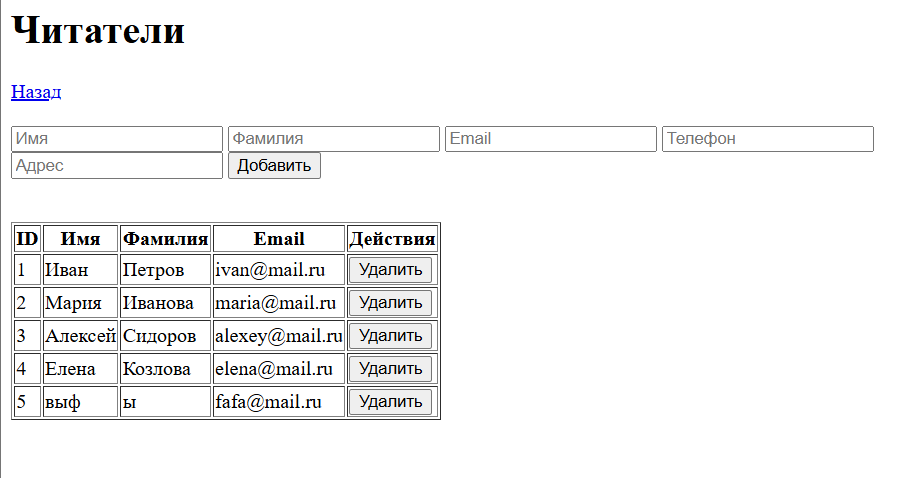 Читатели
Назад
Имя Фамилия Email Телефон
Адрес Добавить
ID Имя Фамилия Email Действия
1 Иван Петров ivan@mail.ru Удалить
2 Мария Иванова maria@mail.ru Удалить
3 Алексей Сидоров alexey@mail.ru Удалить
4 Елена Козлова elena@mail.ru Удалить
5 выф ы fafa@mail.ru Удалить